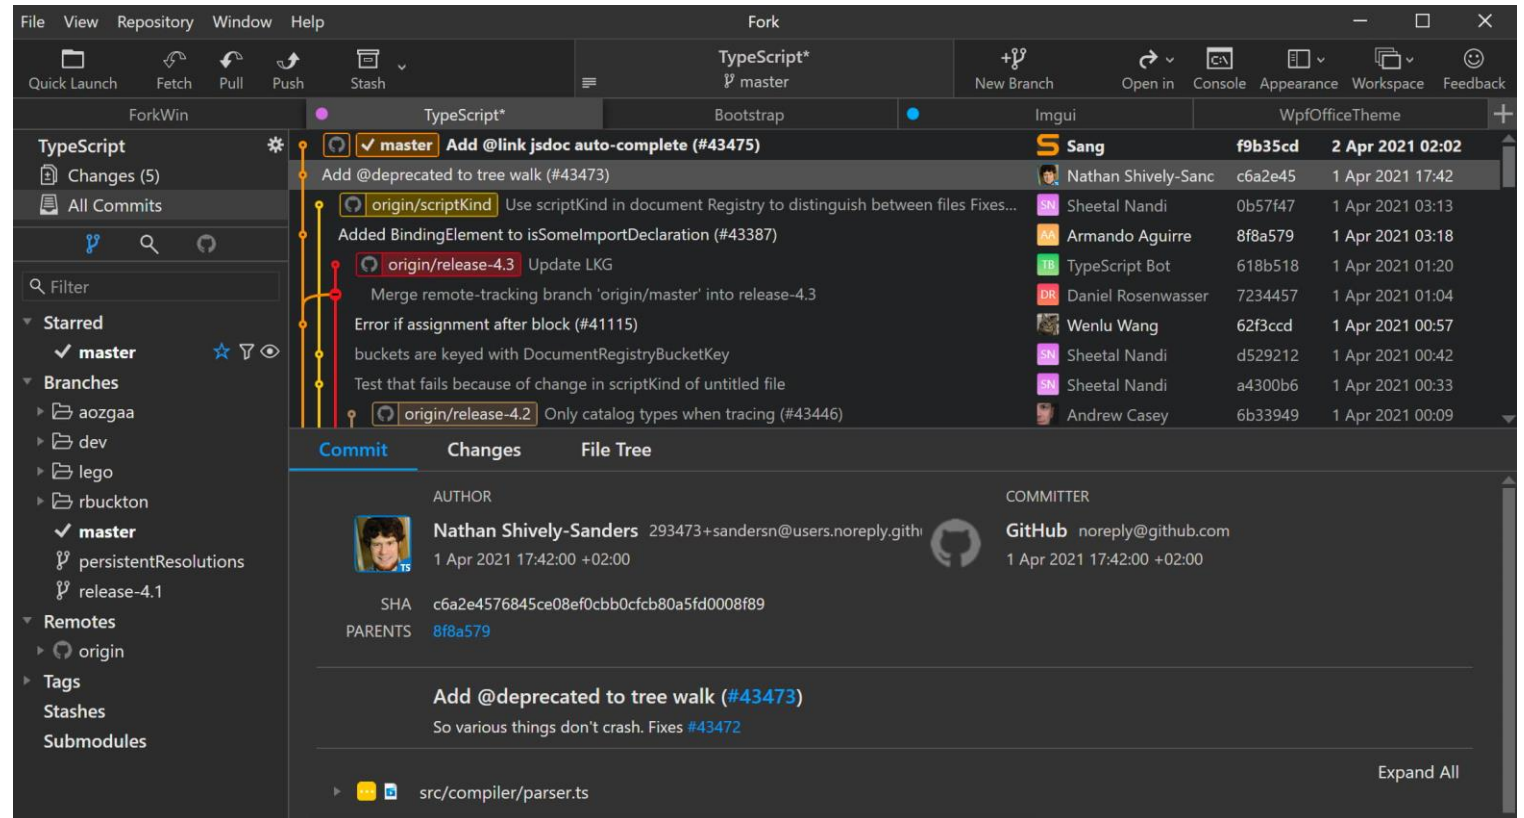 File View Repository Window Help Fork
Quick Launch Fetch Pull Push Stash TypeScript* master New Branch Open in Console Appearance Workspace Feedback
ForkWin TypeScript* Bootstrap Imgui WpfOfficeTheme
TypeScript
Changes (5)
All Commits
Filter
Starred
master
Branches
aozgaa
dev
lego
rbuckton
master
persistentResolutions
release-4.1
Remotes
origin
Tags
Stashes
Submodules
master Add @link jsdoc auto-complete (#43475) Sang f9b35cd 2 Apr 2021 02:02
Add @deprecated to tree walk (#43473) Nathan Shively-Sanc c6a2e45 1 Apr 2021 17:42
origin/scriptKind Use scriptKind in document Registry to distinguish between files Fixes... SN Sheetal Nandi 0b57f47 1 Apr 2021 03:13
Added BindingElement to isSomeImportDeclaration (#43387) AA Armando Aguirre 8f8a579 1 Apr 2021 03:18
origin/release-4.3 Update LKG TB TypeScript Bot 618b518 1 Apr 2021 01:20
Merge remote-tracking branch 'origin/master' into release-4.3 DR Daniel Rosenwasser 7234457 1 Apr 2021 01:04
Error if assignment after block (#41115) Wenlu Wang 62f3ccd 1 Apr 2021 00:57
buckets are keyed with DocumentRegistryBucketKey SN Sheetal Nandi d529212 1 Apr 2021 00:42
Test that fails because of change in scriptKind of untitled file SN Sheetal Nandi a4300b6 1 Apr 2021 00:33
origin/release-4.2 Only catalog types when tracing (#43446) Andrew Casey 6b33949 1 Apr 2021 00:09
Commit Changes File Tree
AUTHOR COMMITTER
Nathan Shively-Sanders 293473+sandersn@users.noreply.gith GitHub noreply@github.com
TS 1 Apr 2021 17:42:00 +02:00 1 Apr 2021 17:42:00 +02:00
SHA c6a2e4576845ce08ef0cbb0cfcb80a5fd0008f89
PARENTS 8f8a579
Add @deprecated to tree walk (#43473)
So various things don't crash. Fixes #43472
Expand All
src/compiler/parser.ts